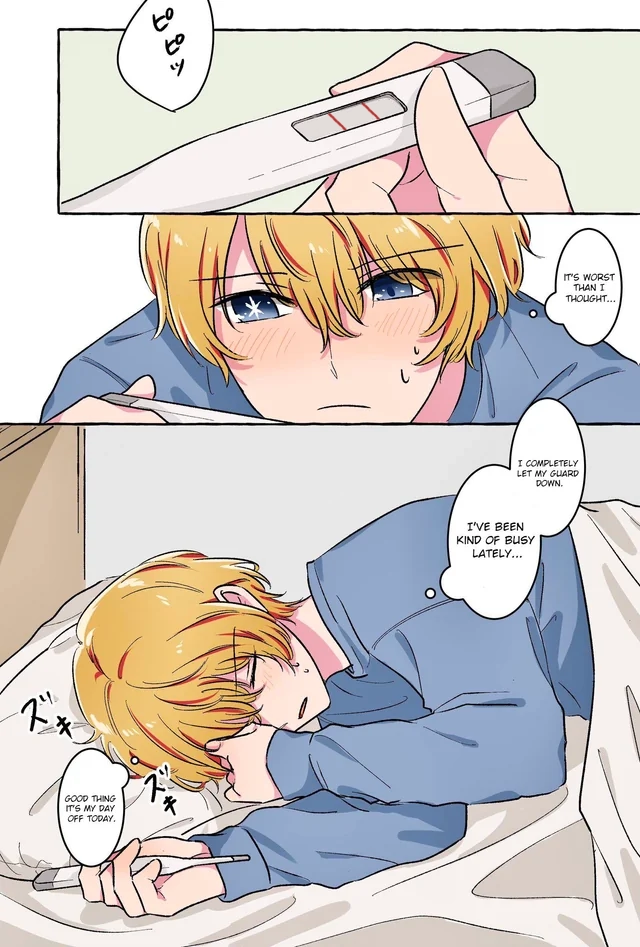 ピピッ
IT'S WORST
THAN I
THOUGHT...
I COMPLETELY
LET MY GUARD
DOWN.
I'VE BEEN
KIND OF BUSY
LATELY...
ズキ
ズキ
GOOD THING
IT'S MY DAY
OFF TODAY.